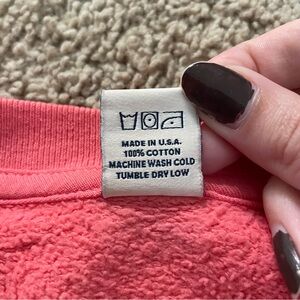 MADE IN U.S.A.
100% COTTON
MACHINE WASH COLD
TUMBLE DRY LOW